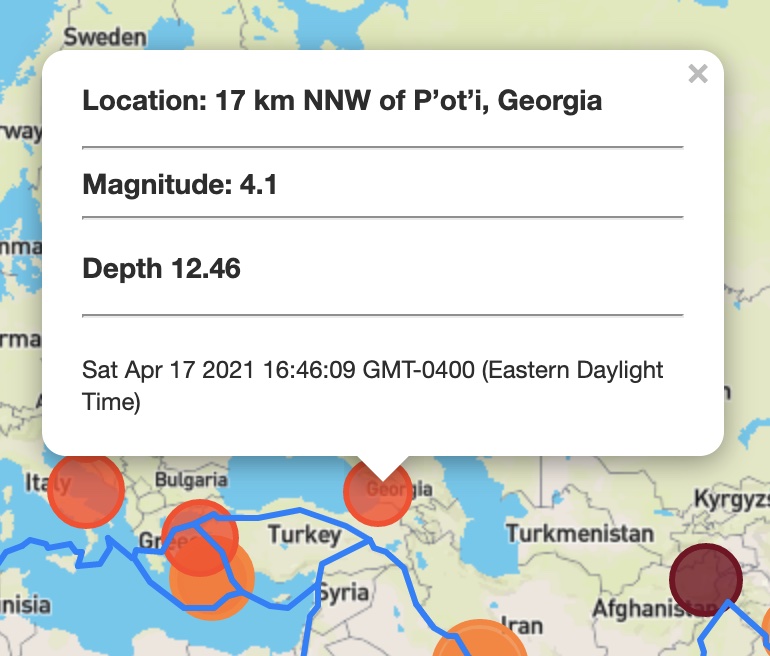 Sweden
×
Location: 17 km NNW of P’ot’i, Georgia
Magnitude: 4.1
Depth 12.46
Sat Apr 17 2021 16:46:09 GMT-0400 (Eastern Daylight
Time)
rway
nma
rma
Italy
Bulgaria
Georgia
Kyrgyzs
Gre
Turkey
Turkmenistan
nisia
Syria
Afghanistan
Iran